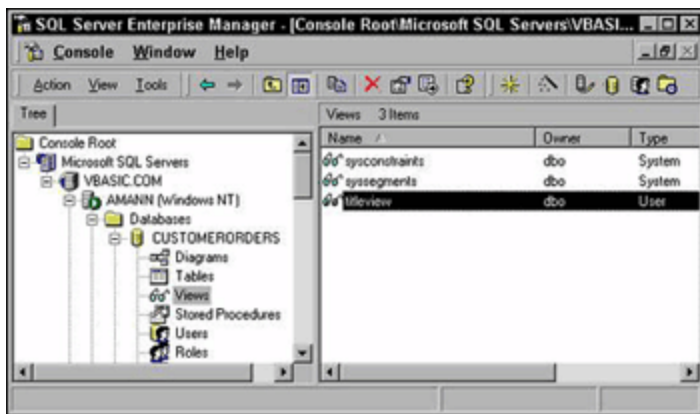 SQL Server Enterprise Manager - [Console Root\Microsoft SQL Servers\VBASI...
Console Window Help
Action View Tools
Tree
Console Root
Microsoft SQL Servers
VBASIC.COM
AMANN (Windows NT)
Databases
CUSTOMERORDERS
Diagrams
Tables
Views
Stored Procedures
Users
Roles
Views 3 Items
Name Owner Type
sysconstraints dbo System
syssegments dbo System
titleview dbo User